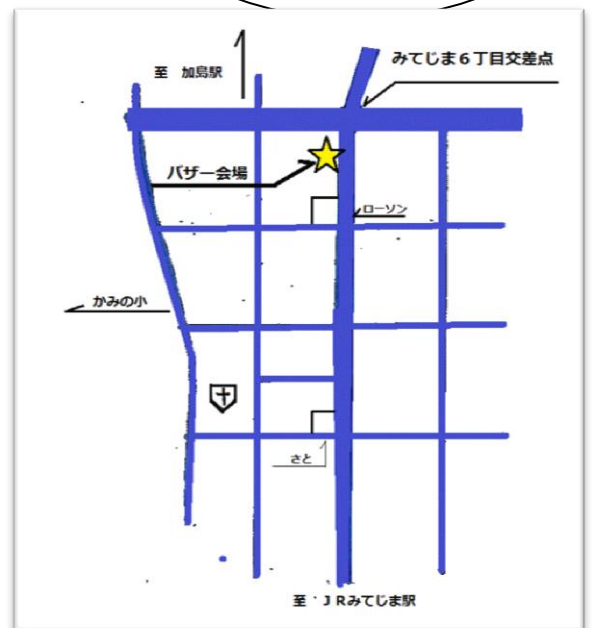 至 加島駅
みてじま６丁目交差点
バザー会場
ローソン
かみの小
さと
至 ＪＲみてじま駅